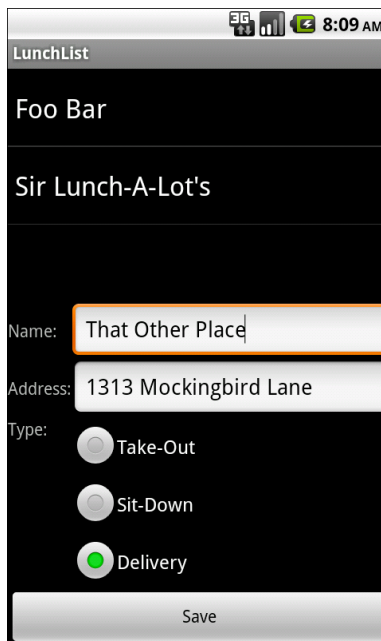 3G 8:09 AM
LunchList
Foo Bar
Sir Lunch-A-Lot's
Name: That Other Place
Address: 1313 Mockingbird Lane
Type:
Take-Out
Sit-Down
Delivery
Save